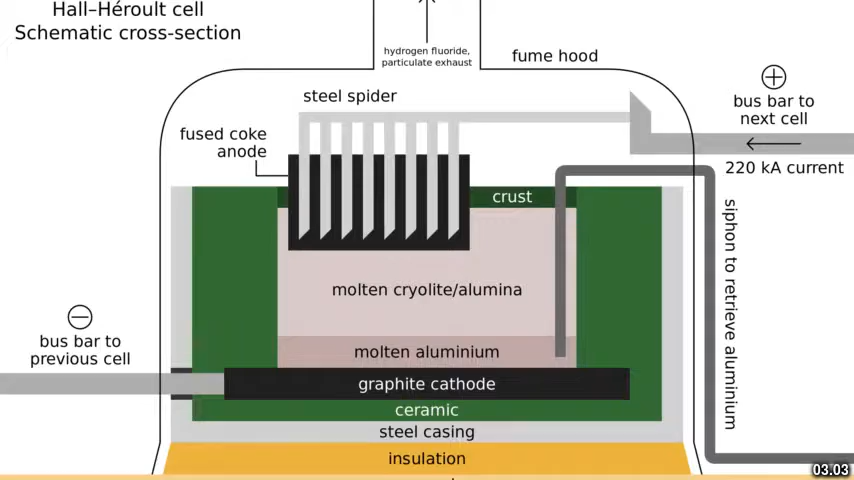 Hall–Héroult cell
Schematic cross-section
hydrogen fluoride,
particulate exhaust
fume hood
steel spider
bus bar to
next cell
fused coke
anode
220 kA current
crust
siphon to retrieve aluminium
molten cryolite/alumina
bus bar to
previous cell
molten aluminium
graphite cathode
ceramic
steel casing
insulation
03.03